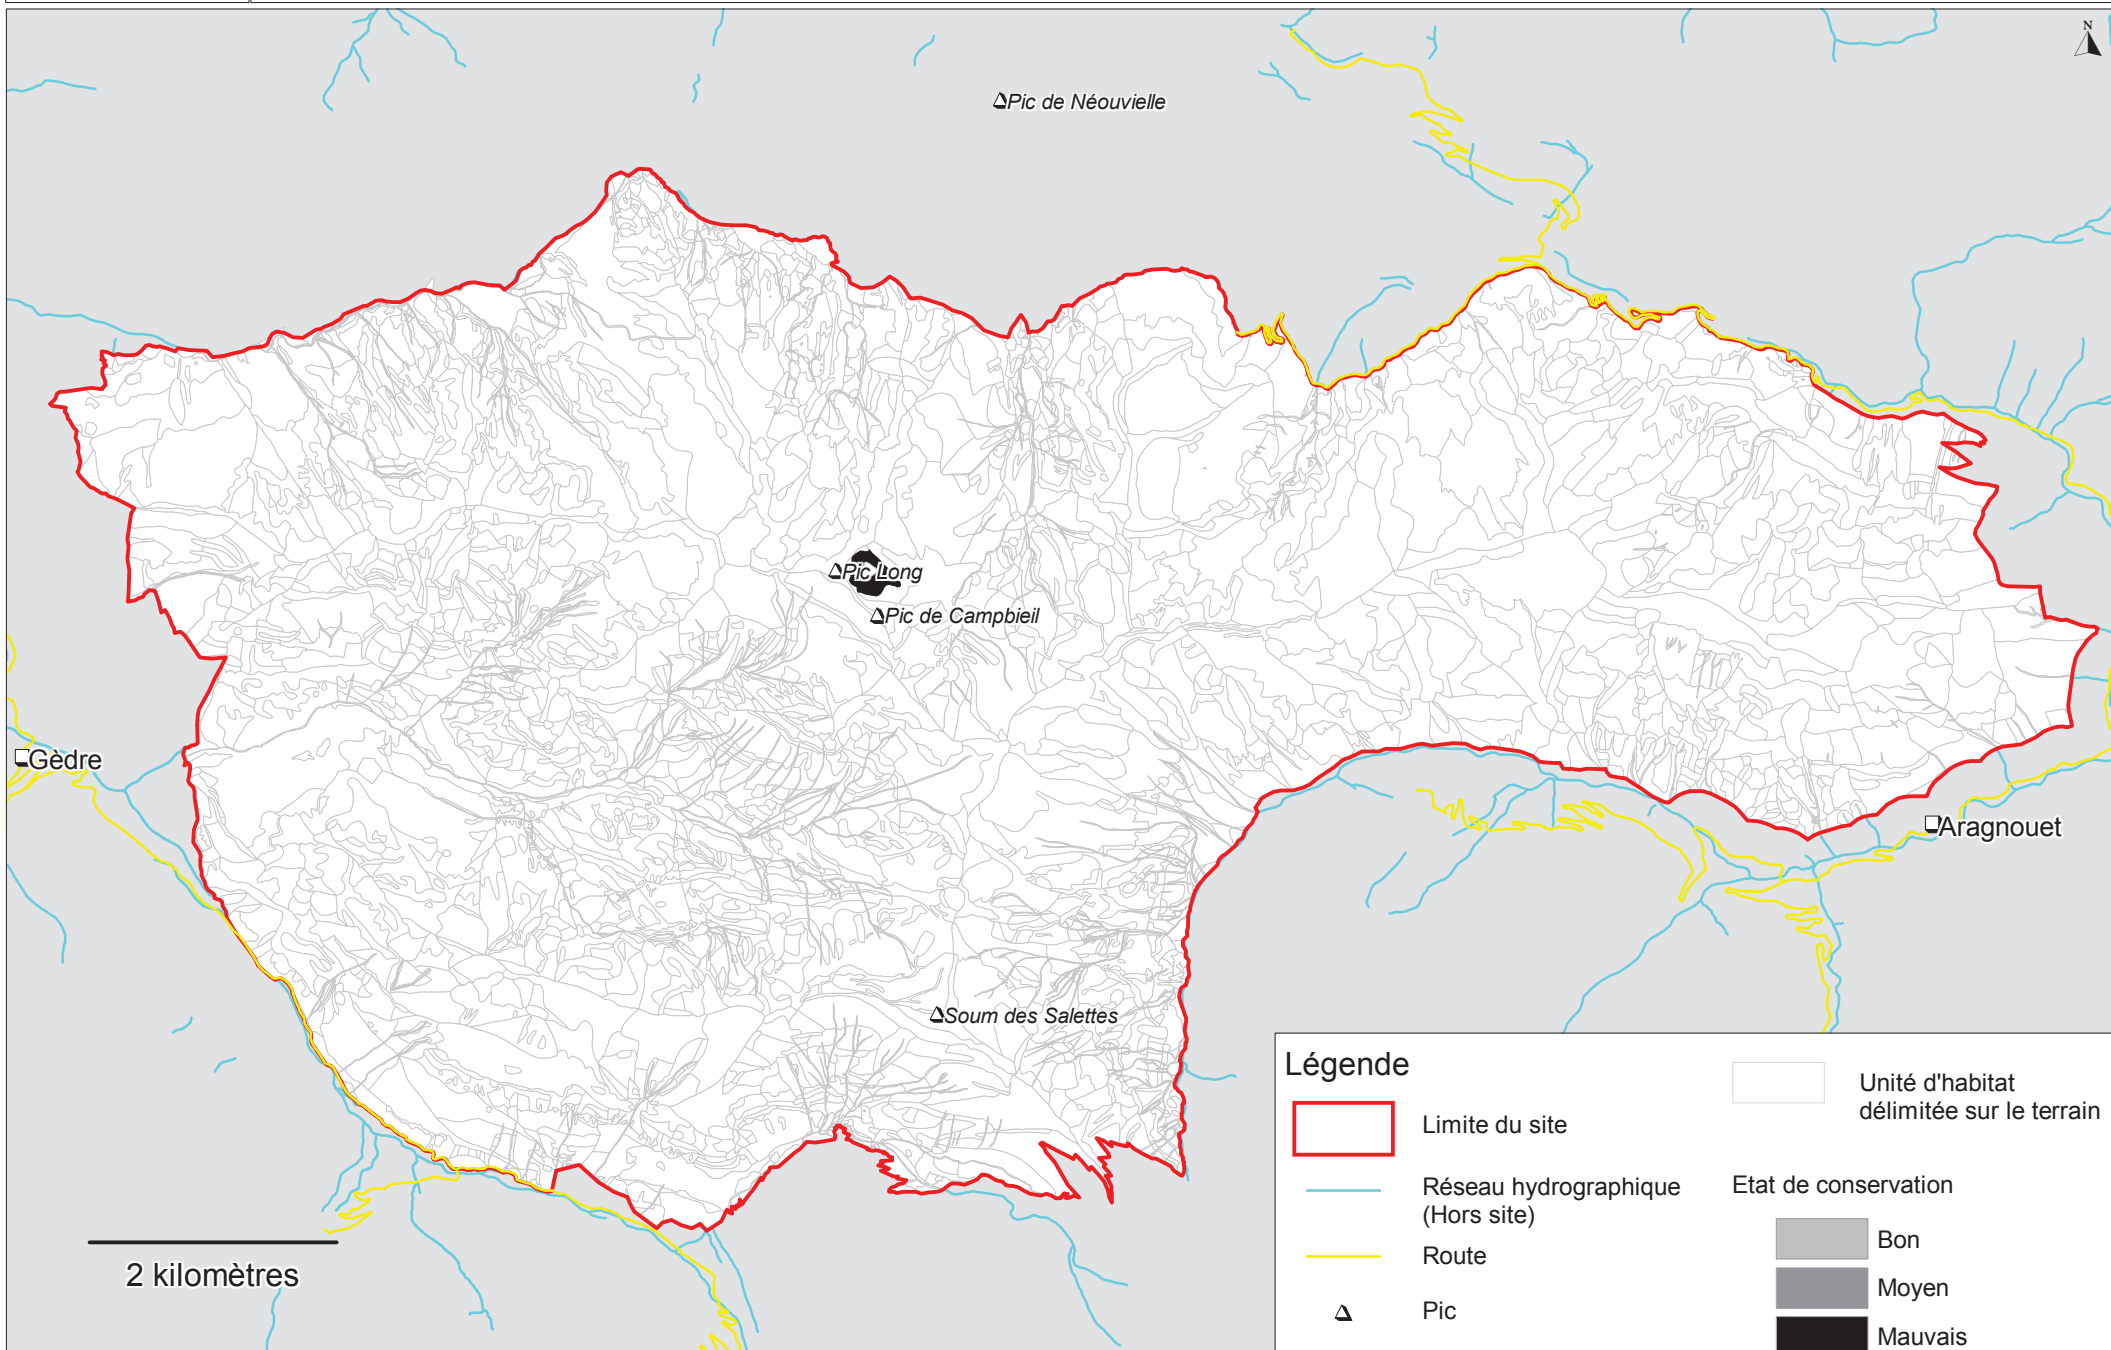 N
Pic de Néouvielle
Pic Long
Pic de Campbieil
Gèdre
Aragnouet
Soum des Salettes
2 kilomètres
Légende
Limite du site
Réseau hydrographique
(Hors site)
Route
Pic
Unité d'habitat
délimitée sur le terrain
Etat de conservation
Bon
Moyen
Mauvais